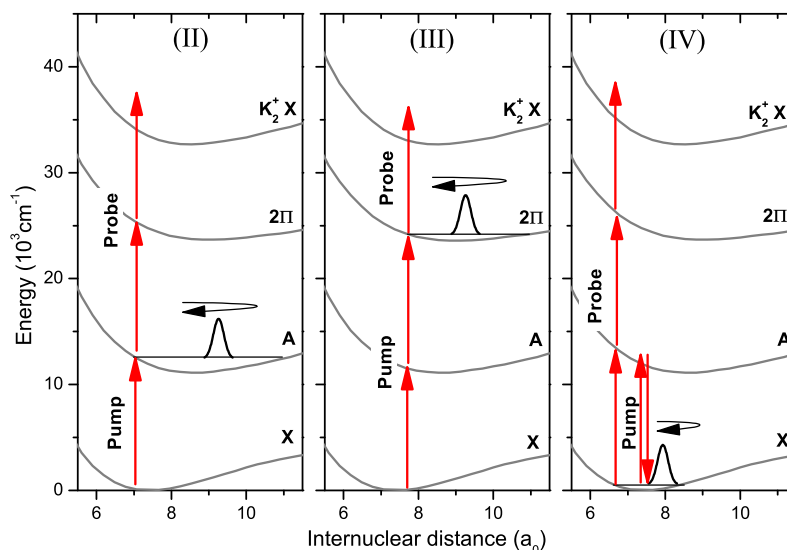 (II)
(III)
(IV)
40
30
20
10
0
Energy (10³cm⁻¹)
K₂⁺ X
2Π
A
X
Probe
Pump
K₂⁺ X
2Π
A
X
Probe
Pump
K₂⁺ X
2Π
A
X
Probe
Pump
6 8 10
6 8 10
6 8 10
Internuclear distance (a₀)